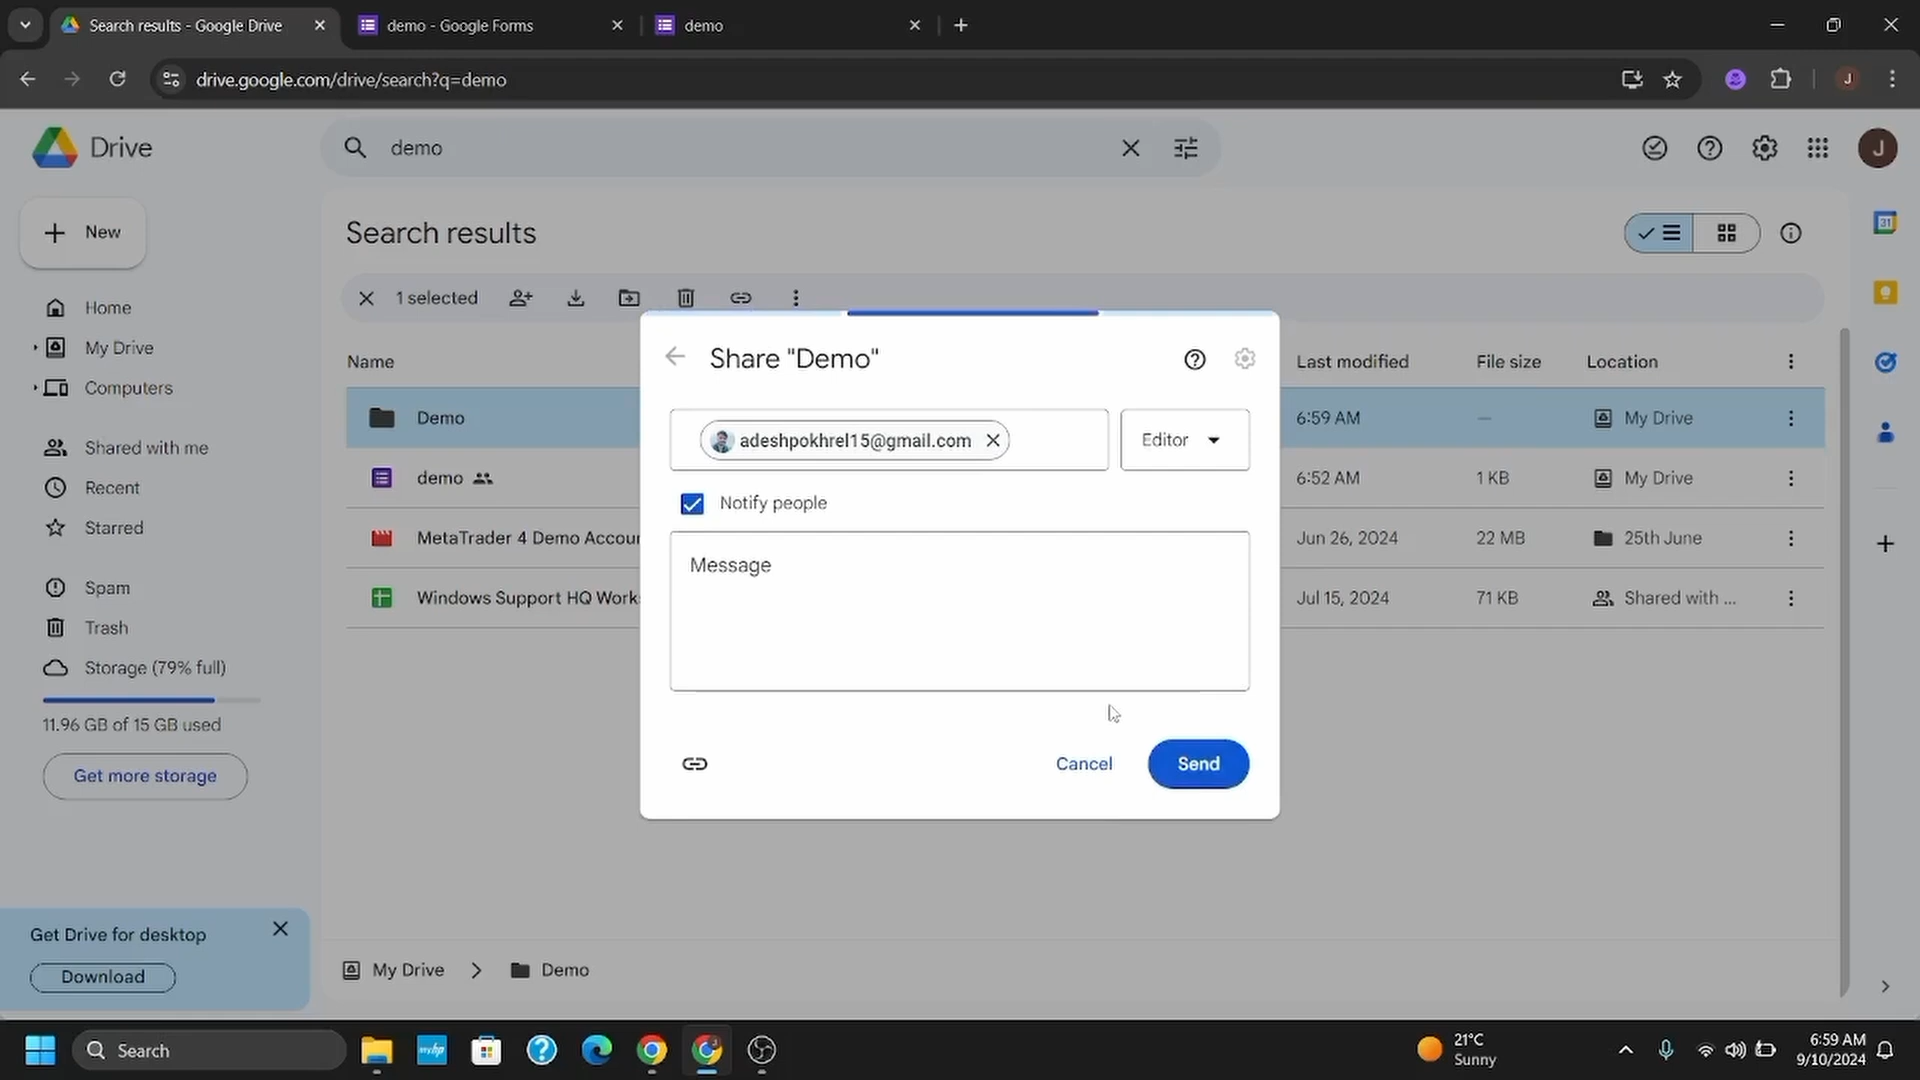 Search results - Google Drive
demo - Google Forms
demo
drive.google.com/drive/search?q=demo
J
Drive
demo
J
New
Search results
31
1 selected
Home
My Drive
Computers
Shared with me
Recent
Starred
Spam
Trash
Storage (79% full)
11.96 GB of 15 GB used
Get more storage
Name
Last modified
File size
Location
Demo
6:59 AM
—
My Drive
demo
6:52 AM
1 KB
My Drive
MetaTrader 4 Demo Accou
Jun 26, 2024
22 MB
25th June
Windows Support HQ Work
Jul 15, 2024
71 KB
Shared with ...
Share "Demo"
adeshpokhrel15@gmail.com
Editor
Notify people
Message
Cancel
Send
Get Drive for desktop
Download
My Drive
Demo
Search
myhp
21°C
Sunny
6:59 AM
9/10/2024